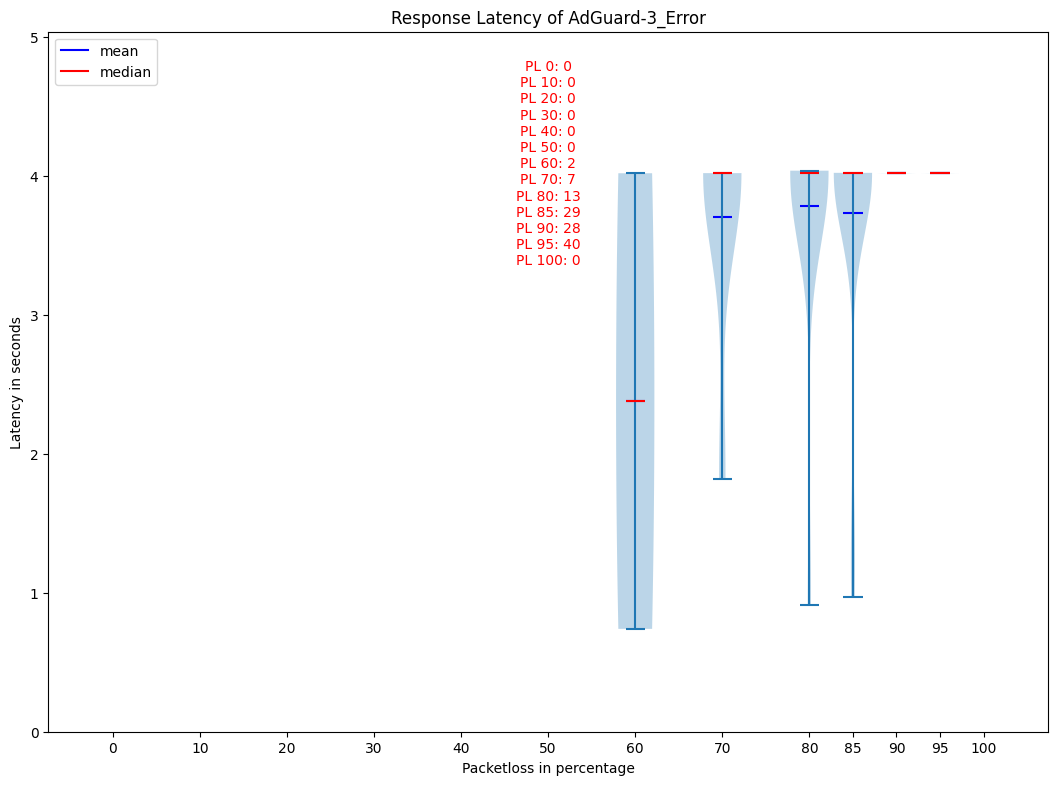 Response Latency of AdGuard-3_Error
mean
median
PL 0: 0
PL 10: 0
PL 20: 0
PL 30: 0
PL 40: 0
PL 50: 0
PL 60: 2
PL 70: 7
PL 80: 13
PL 85: 29
PL 90: 28
PL 95: 40
PL 100: 0
Latency in seconds
5
4
3
2
1
0
0 10 20 30 40 50 60 70 80 85 90 95 100
Packetloss in percentage